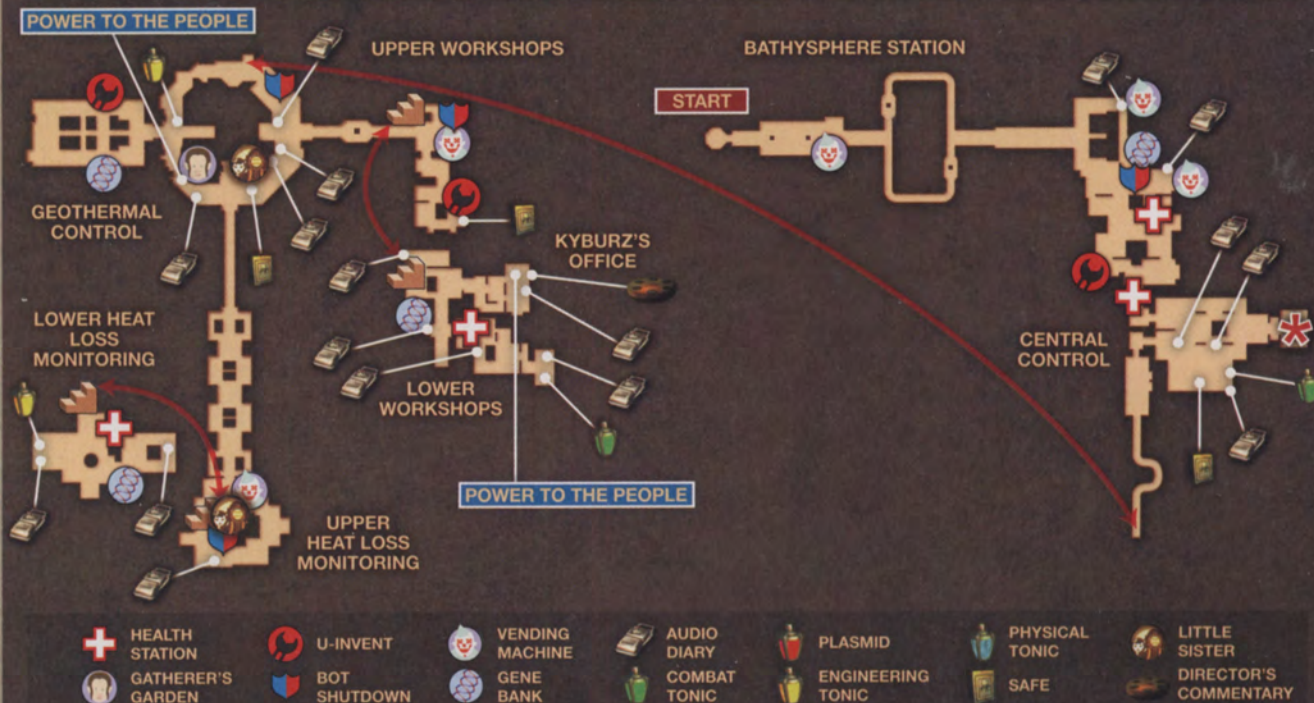 POWER TO THE PEOPLE
UPPER WORKSHOPS
BATHYSPHERE STATION
START
GEOTHERMAL
CONTROL
KYBURZ'S
OFFICE
LOWER HEAT
LOSS
MONITORING
CENTRAL
CONTROL
LOWER
WORKSHOPS
POWER TO THE PEOPLE
UPPER
HEAT LOSS
MONITORING
HEALTH
STATION
U-INVENT
VENDING
MACHINE
AUDIO
DIARY
PLASMID
PHYSICAL
TONIC
LITTLE
SISTER
GATHERER'S
GARDEN
BOT
SHUTDOWN
GENE
BANK
COMBAT
TONIC
ENGINEERING
TONIC
SAFE
DIRECTOR'S
COMMENTARY